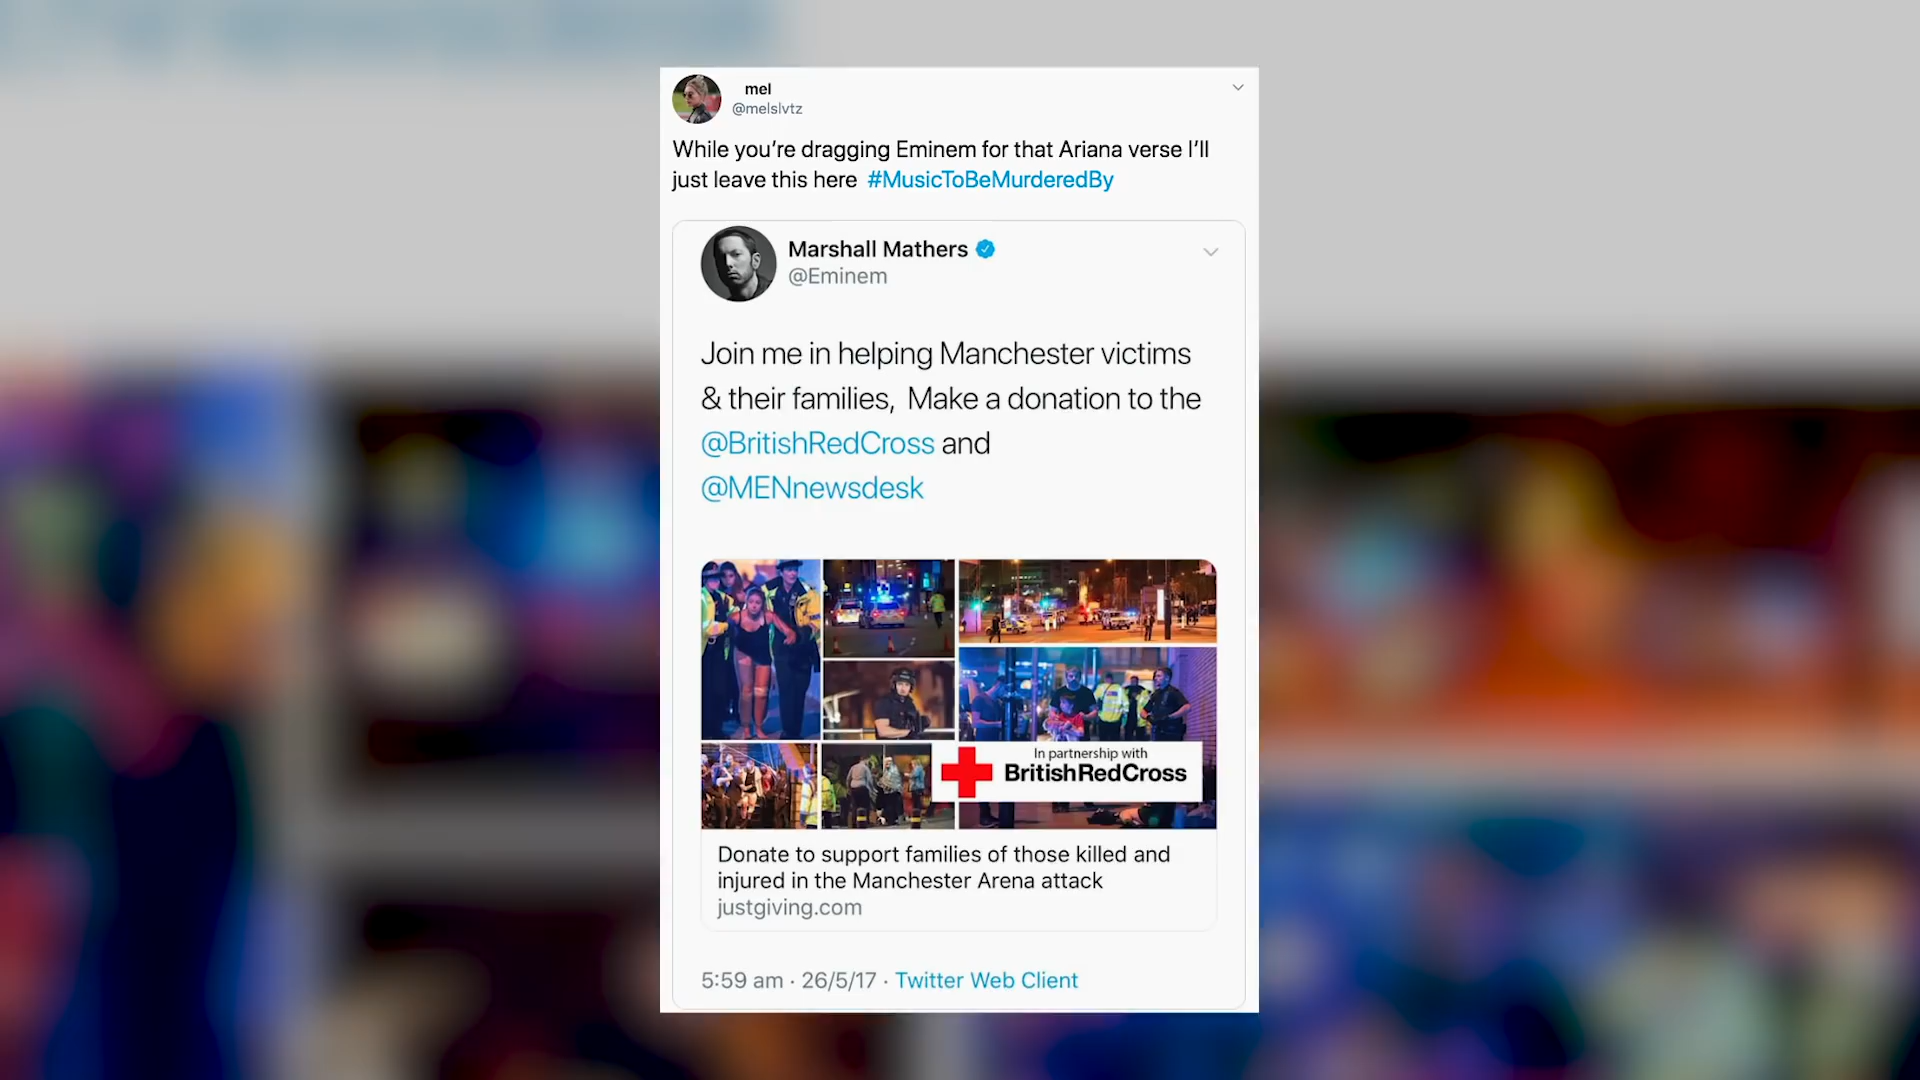 mel
@melslvtz
While you’re dragging Eminem for that Ariana verse I’ll
just leave this here #MusicToBeMurderedBy
Marshall Mathers
@Eminem
Join me in helping Manchester victims
& their families, Make a donation to the
@BritishRedCross and
@MENnewsdesk
In partnership with
BritishRedCross
Donate to support families of those killed and
injured in the Manchester Arena attack
justgiving.com
5:59 am · 26/5/17 · Twitter Web Client